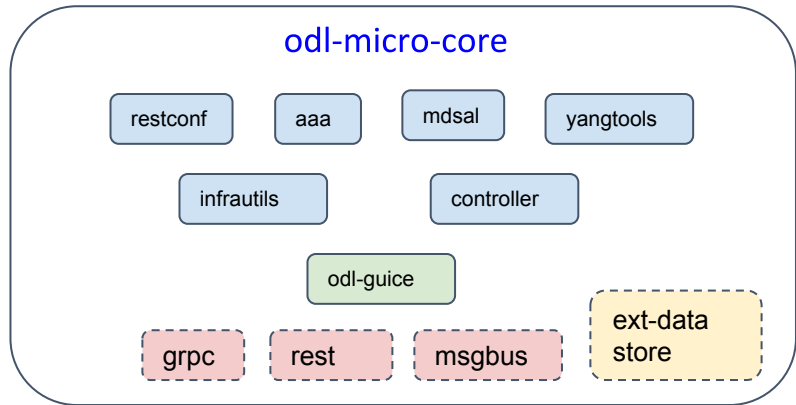 odl-micro-core
restconf
aaa
mdsal
yangtools
infrautils
controller
odl-guice
grpc
rest
msgbus
ext-data
store